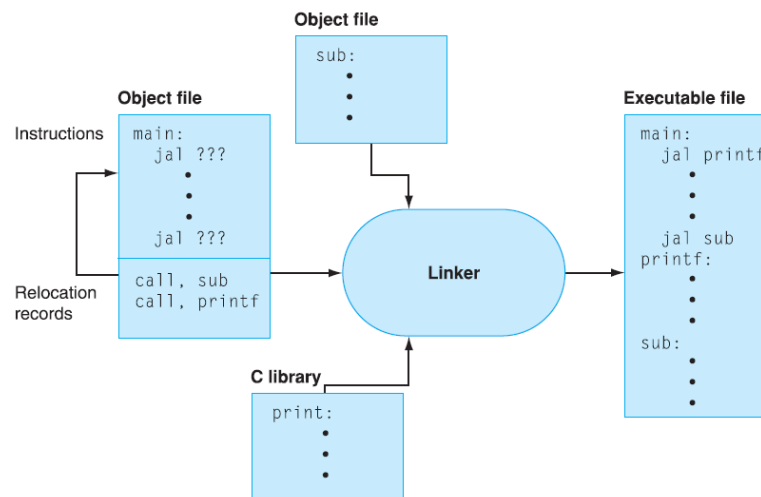 Object file
sub:
Object file
Instructions
main:
jal ???
jal ???
Relocation
records
call, sub
call, printf
Linker
C library
print:
Executable file
main:
jal printf
jal sub
printf:
sub: